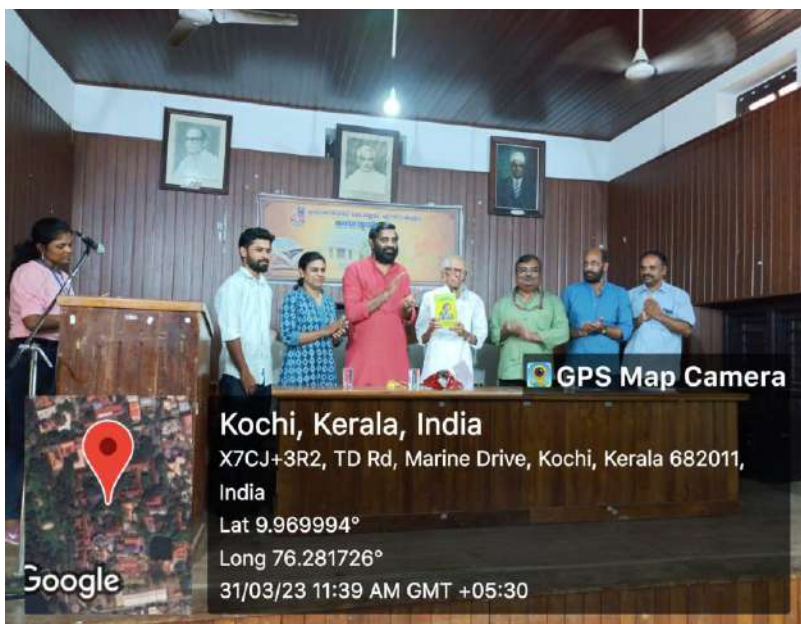 GPS Map Camera
Kochi, Kerala, India
X7CJ+3R2, TD Rd, Marine Drive, Kochi, Kerala 682011,
India
Lat 9.969994°
Long 76.281726°
31/03/23 11:39 AM GMT +05:30
Google